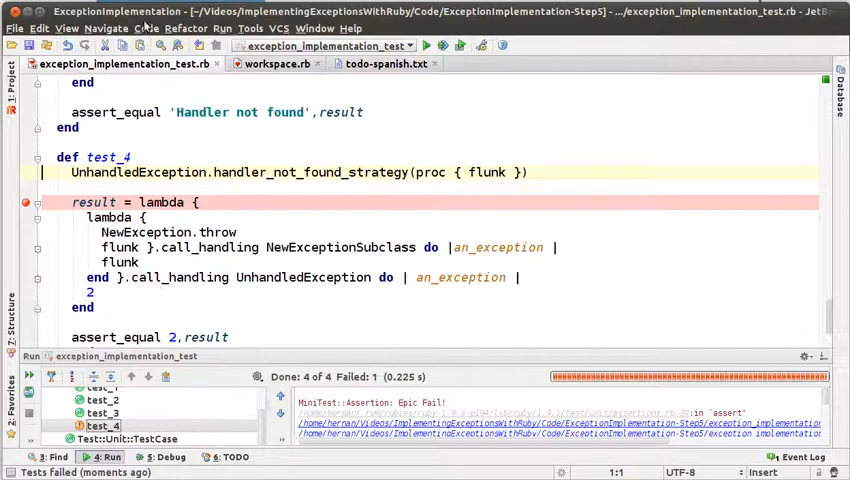 ExceptionImplementation - [~/Videos/ImplementingExceptionsWithRuby/Code/ExceptionImplementation-Step5] - .../exception_implementation_test.rb - JetBr
File Edit View Navigate Code Refactor Run Tools VCS Window Help
exception_implementation_test
exception_implementation_test.rb workspace.rb todo-spanish.txt
1: Project
Database
end
assert_equal 'Handler not found',result
end
def test_4
UnhandledException.handler_not_found_strategy(proc { flunk })
result = lambda {
lambda {
NewException.throw
flunk }.call_handling NewExceptionSubclass do |an_exception |
flunk
end }.call_handling UnhandledException do | an_exception |
2
end
assert_equal 2,result
7: Structure
2: Favorites
Run exception_implementation_test
Done: 4 of 4 Failed: 1 (0.225 s)
test_1
test_2
test_3
test_4
Test::Unit::TestCase
MiniTest::Assertion: Epic Fail!
:in `assert'
/home/hernan/Videos/ImplementingExceptionsWithRuby/Code/ExceptionImplementation-Step5/exception_implementation
/home/hernan/Videos/ImplementingExceptionsWithRuby/Code/ExceptionImplementation-Step5/exception_implementation
3: Find 4: Run 5: Debug 6: TODO Event Log
Tests failed (moments ago) 1:1 UTF-8 Insert